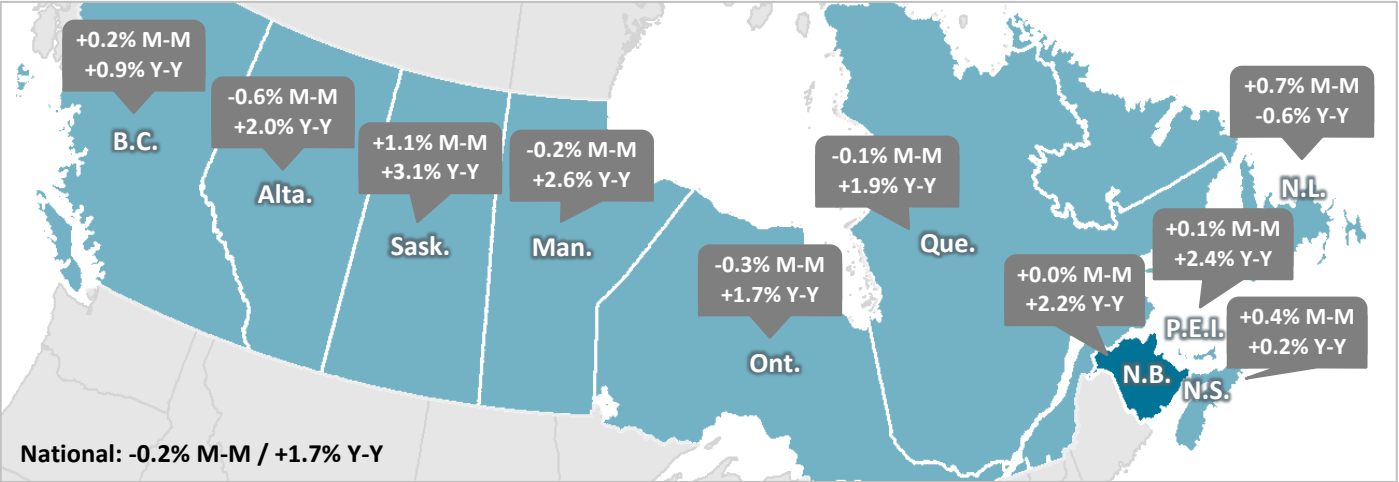 +0.2% M-M
+0.9% Y-Y
B.C.
-0.6% M-M
+2.0% Y-Y
Alta.
+1.1% M-M
+3.1% Y-Y
Sask.
-0.2% M-M
+2.6% Y-Y
Man.
-0.3% M-M
+1.7% Y-Y
Ont.
-0.1% M-M
+1.9% Y-Y
Que.
+0.7% M-M
-0.6% Y-Y
N.L.
+0.1% M-M
+2.4% Y-Y
P.E.I.
+0.0% M-M
+2.2% Y-Y
N.B.
+0.4% M-M
+0.2% Y-Y
N.S.
National: -0.2% M-M / +1.7% Y-Y